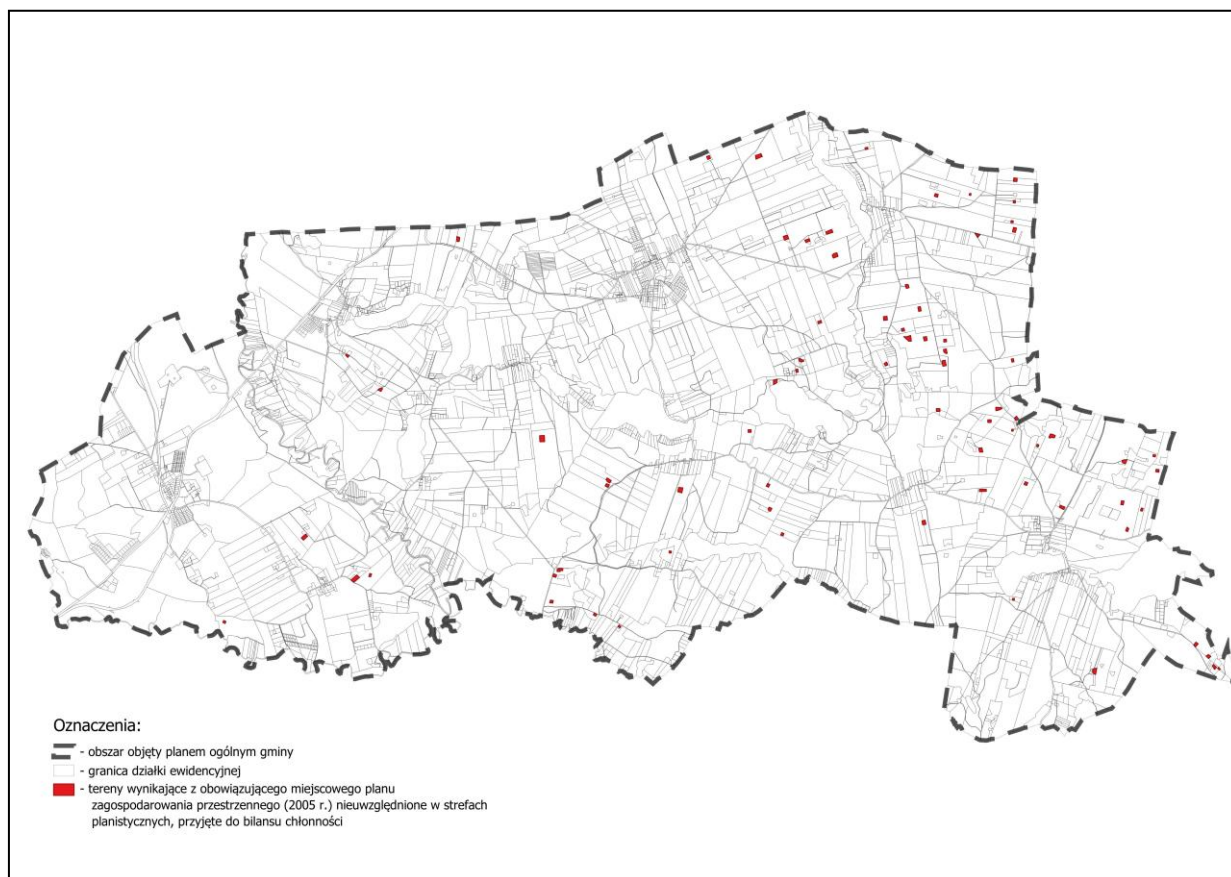 Oznaczenia:
- obszar objęty planem ogólnym gminy
- granica działki ewidencyjnej
- tereny wynikające z obowiązującego miejscowego planu
zagospodarowania przestrzennego (2005 r.) nieuwzględnione w strefach
planistycznych, przyjęte do bilansu chłonności